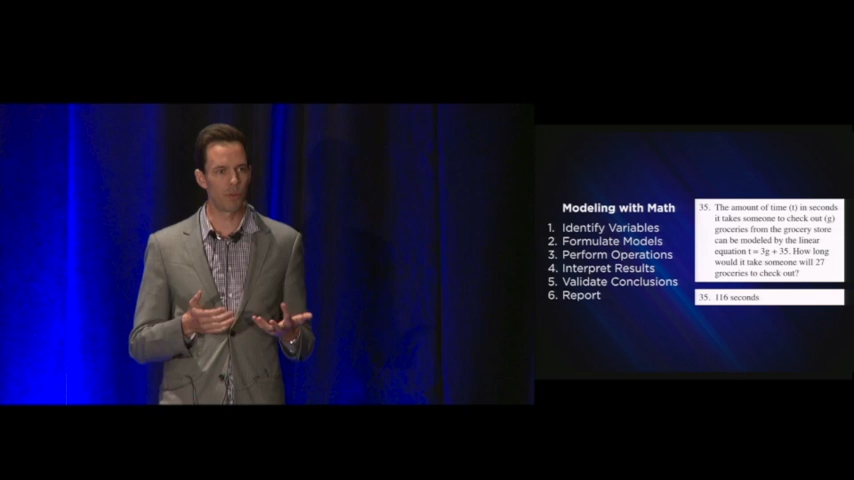 Modeling with Math
1. Identify Variables
2. Formulate Models
3. Perform Operations
4. Interpret Results
5. Validate Conclusions
6. Report
35. The amount of time (t) in seconds
it takes someone to check out (g)
groceries from the grocery store
can be modeled by the linear
equation t = 3g + 35. How long
would it take someone will 27
groceries to check out?
35. 116 seconds